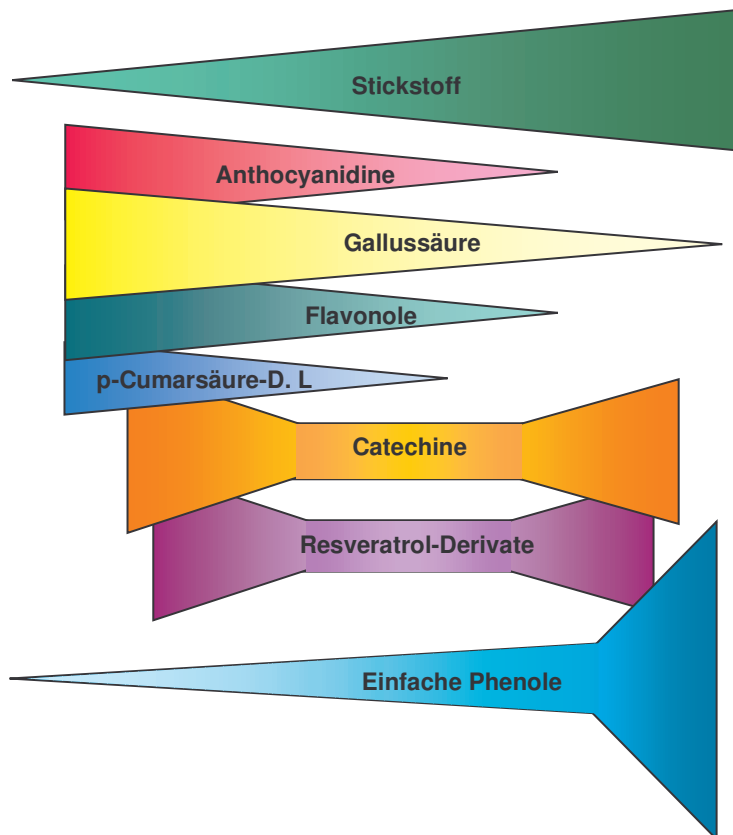 Stickstoff
Anthocyanidine
Gallussäure
Flavonole
p-Cumarsäure-D. L
Catechine
Resveratrol-Derivate
Einfache Phenole